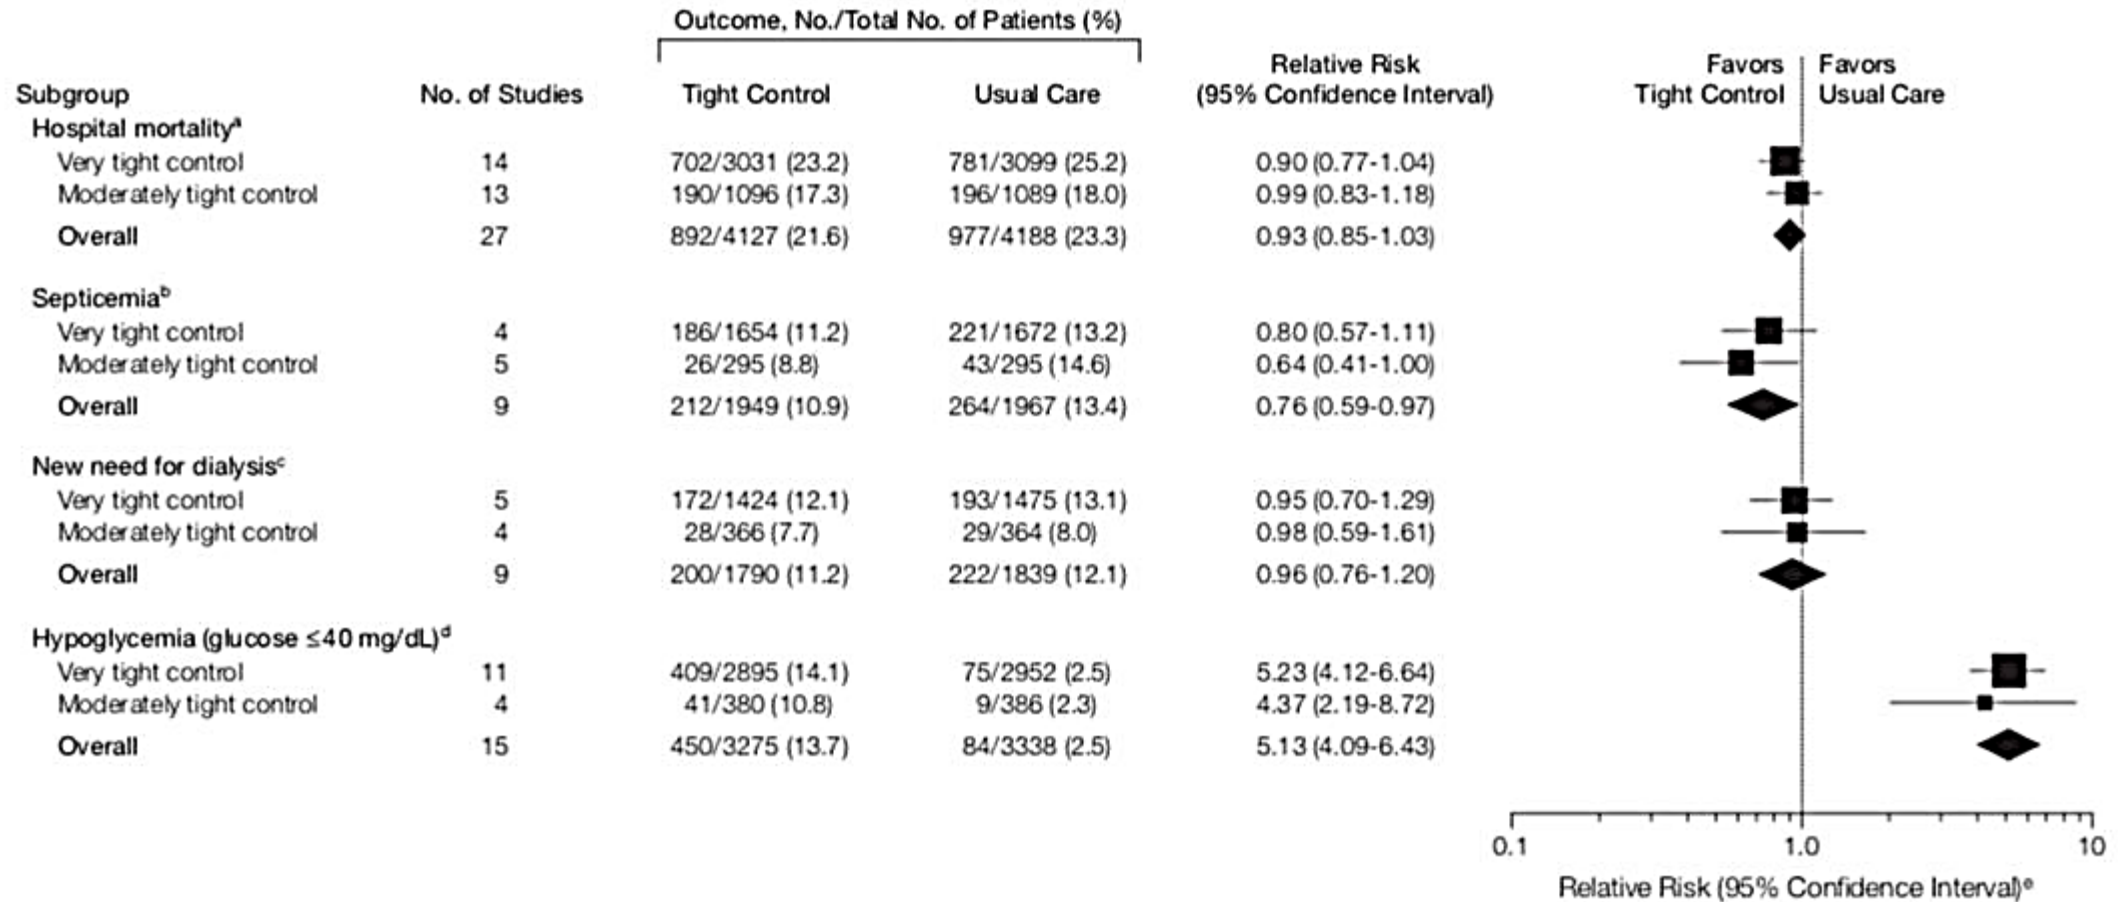 Outcome, No./Total No. of Patients (%)
Subgroup No. of Studies Tight Control Usual Care Relative Risk (95% Confidence Interval) Favors Tight Control Favors Usual Care
Hospital mortalityᵃ
Very tight control 14 702/3031 (23.2) 781/3099 (25.2) 0.90 (0.77-1.04)
Moderately tight control 13 190/1096 (17.3) 196/1089 (18.0) 0.99 (0.83-1.18)
Overall 27 892/4127 (21.6) 977/4188 (23.3) 0.93 (0.85-1.03)
Septicemiaᵇ
Very tight control 4 186/1654 (11.2) 221/1672 (13.2) 0.80 (0.57-1.11)
Moderately tight control 5 26/295 (8.8) 43/295 (14.6) 0.64 (0.41-1.00)
Overall 9 212/1949 (10.9) 264/1967 (13.4) 0.76 (0.59-0.97)
New need for dialysisᶜ
Very tight control 5 172/1424 (12.1) 193/1475 (13.1) 0.95 (0.70-1.29)
Moderately tight control 4 28/366 (7.7) 29/364 (8.0) 0.98 (0.59-1.61)
Overall 9 200/1790 (11.2) 222/1839 (12.1) 0.96 (0.76-1.20)
Hypoglycemia (glucose ≤40 mg/dL)ᵈ
Very tight control 11 409/2895 (14.1) 75/2952 (2.5) 5.23 (4.12-6.64)
Moderately tight control 4 41/380 (10.8) 9/386 (2.3) 4.37 (2.19-8.72)
Overall 15 450/3275 (13.7) 84/3338 (2.5) 5.13 (4.09-6.43)
0.1 1.0 10
Relative Risk (95% Confidence Interval)ᵉ